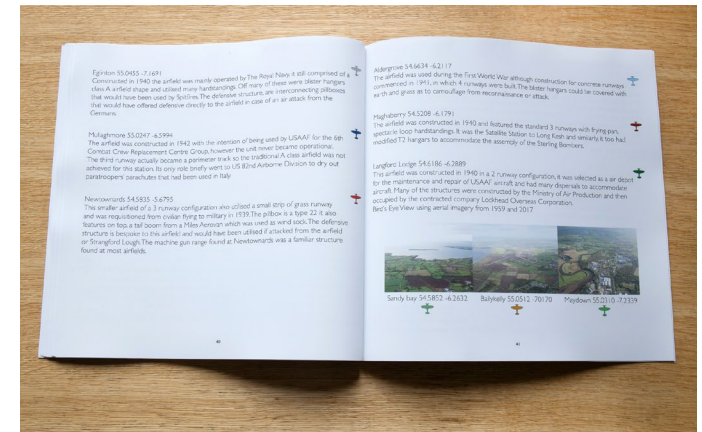 Eglinton 55.0455 -7.1691
Constructed in 1940 the airfield was mainly operated by The Royal Navy. It still comprised of a
class A airfield shape and utilised many hardstandings. Off many of these were blister hangars
that would have been used by Spitfires. The defensive structure, are interconnecting pillboxes
that would have offered defensive directly to the airfield in case of an air attack from the
Germans.
Mullaghmore 55.0247 -6.5994
The airfield was constructed in 1942 with the intention of being used by USAAF for the 6th
Combat Crew Replacement Centre Group, however the unit never became operational.
The third runway actually became a perimeter track so the traditional A class airfield was not
achieved for this station. Its only role briefly went to US 82nd Airborne Division to dry out
paratroopers' parachutes that had been used in Italy
Newtownards 54.5835 -5.6795
This smaller airfield of a 3 runway configuration also utilised a small strip of grass runway
and was requisitioned from civilian flying to military in 1939. The pillbox is a type 22 it also
features on top, a tail boom from a Miles Aerovan which was used as wind sock. The defensive
structure is bespoke to this airfield and would have been utilised if attacked from the airfield
or Strangford Lough. The machine gun range found at Newtownards was a familiar structure
found at most airfields.
40
Aldergrove 54.6634 -6.2117
The airfield was used during the First World War although construction for concrete runways
commenced in 1941, in which 4 runways were built. The blister hangars could be covered with
earth and grass as to camouflage from reconnaissance or attack.
Maghaberry 54.5208 -6.1791
The airfield was constructed in 1940 and featured the standard 3 runways with frying pan,
spectacle loop handstandings. It was the Satellite Station to Long Kesh and similarly, it too had
modified T2 hangars to accommodate the assembly of the Sterling Bombers.
Langford Lodge 54.6186 -6.2889
This airfield was constructed in 1940 in a 2 runway configuration, it was selected as a air depot
for the maintenance and repair of USAAF aircraft and had many dispersals to accommodate
aircraft. Many of the structures were constructed by the Ministry of Air Production and then
occupied by the contracted company Lockhead Overseas Corporation.
Bird's Eye View using aerial imagery from 1959 and 2017
Sandy bay 54.5852 -6.2632
Ballykelly 55.0512 -70170
Maydown 55.0310 -7.2339
41